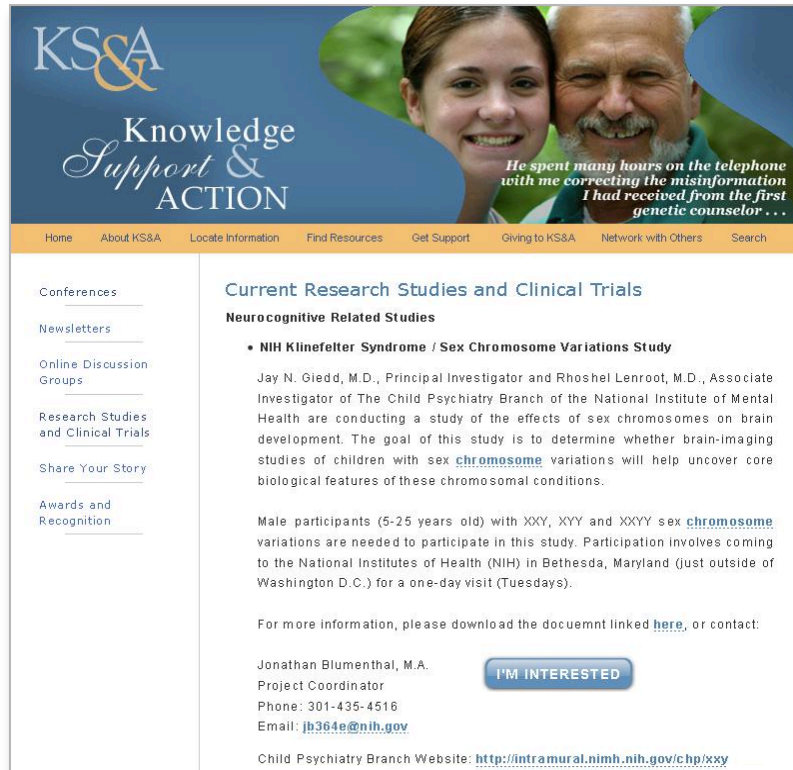 KS&A
Knowledge
Support &
ACTION
He spent many hours on the telephone
with me correcting the misinformation
I had received from the first
genetic counselor . . .
Home About KS&A Locate Information Find Resources Get Support Giving to KS&A Network with Others Search
Conferences
Newsletters
Online Discussion
Groups
Research Studies
and Clinical Trials
Share Your Story
Awards and
Recognition
Current Research Studies and Clinical Trials
Neurocognitive Related Studies
• NIH Klinefelter Syndrome / Sex Chromosome Variations Study
Jay N. Giedd, M.D., Principal Investigator and Rhoshel Lenroot, M.D., Associate
Investigator of The Child Psychiatry Branch of the National Institute of Mental
Health are conducting a study of the effects of sex chromosomes on brain
development. The goal of this study is to determine whether brain-imaging
studies of children with sex chromosome variations will help uncover core
biological features of these chromosomal conditions.
Male participants (5-25 years old) with XXY, XYY and XXYY sex chromosome
variations are needed to participate in this study. Participation involves coming
to the National Institutes of Health (NIH) in Bethesda, Maryland (just outside of
Washington D.C.) for a one-day visit (Tuesdays).
For more information, please download the docuemnt linked here, or contact:
Jonathan Blumenthal, M.A.
Project Coordinator
Phone: 301-435-4516
Email: jb364e@nih.gov
I'M INTERESTED
Child Psychiatry Branch Website: http://intramural.nimh.nih.gov/chp/xxy